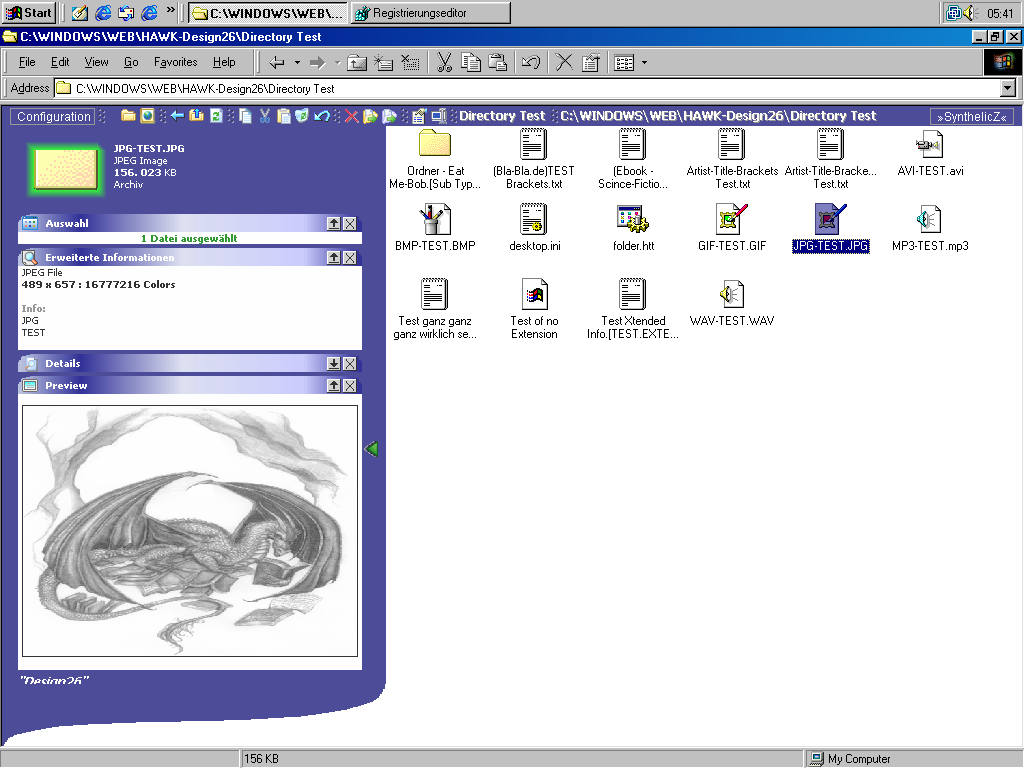 Start
C:\WINDOWS\WEB\...
Registrierungseditor
05:41
C:\WINDOWS\WEB\HAWK-Design26\Directory Test
File Edit View Go Favorites Help
Address C:\WINDOWS\WEB\HAWK-Design26\Directory Test
Configuration
Directory Test
C:\WINDOWS\WEB\HAWK-Design26\Directory Test
»SyntheticZ«
JPG-TEST.JPG
JPEG Image
156. 023 KB
Archiv
Auswahl
1 Datei ausgewählt
Erweiterte Informationen
JPEG File
489 x 657 : 16777216 Colors
Info:
JPG
TEST
Details
Preview
"Design26"
Ordner - Eat
Me-Bob.[Sub Typ...
(Bla-Bla.de)TEST
Brackets.txt
(Ebook -
Scince-Fictio...
Artist-Title-Brackets
Test.txt
Artist-Title-Bracke...
Test.txt
AVI-TEST.avi
BMP-TEST.BMP
desktop.ini
folder.htt
GIF-TEST.GIF
JPG-TEST.JPG
MP3-TEST.mp3
Test ganz ganz
ganz wirklich se...
Test of no
Extension
Test Xtended
Info.[TEST.EXTE...
WAV-TEST.WAV
156 KB
My Computer